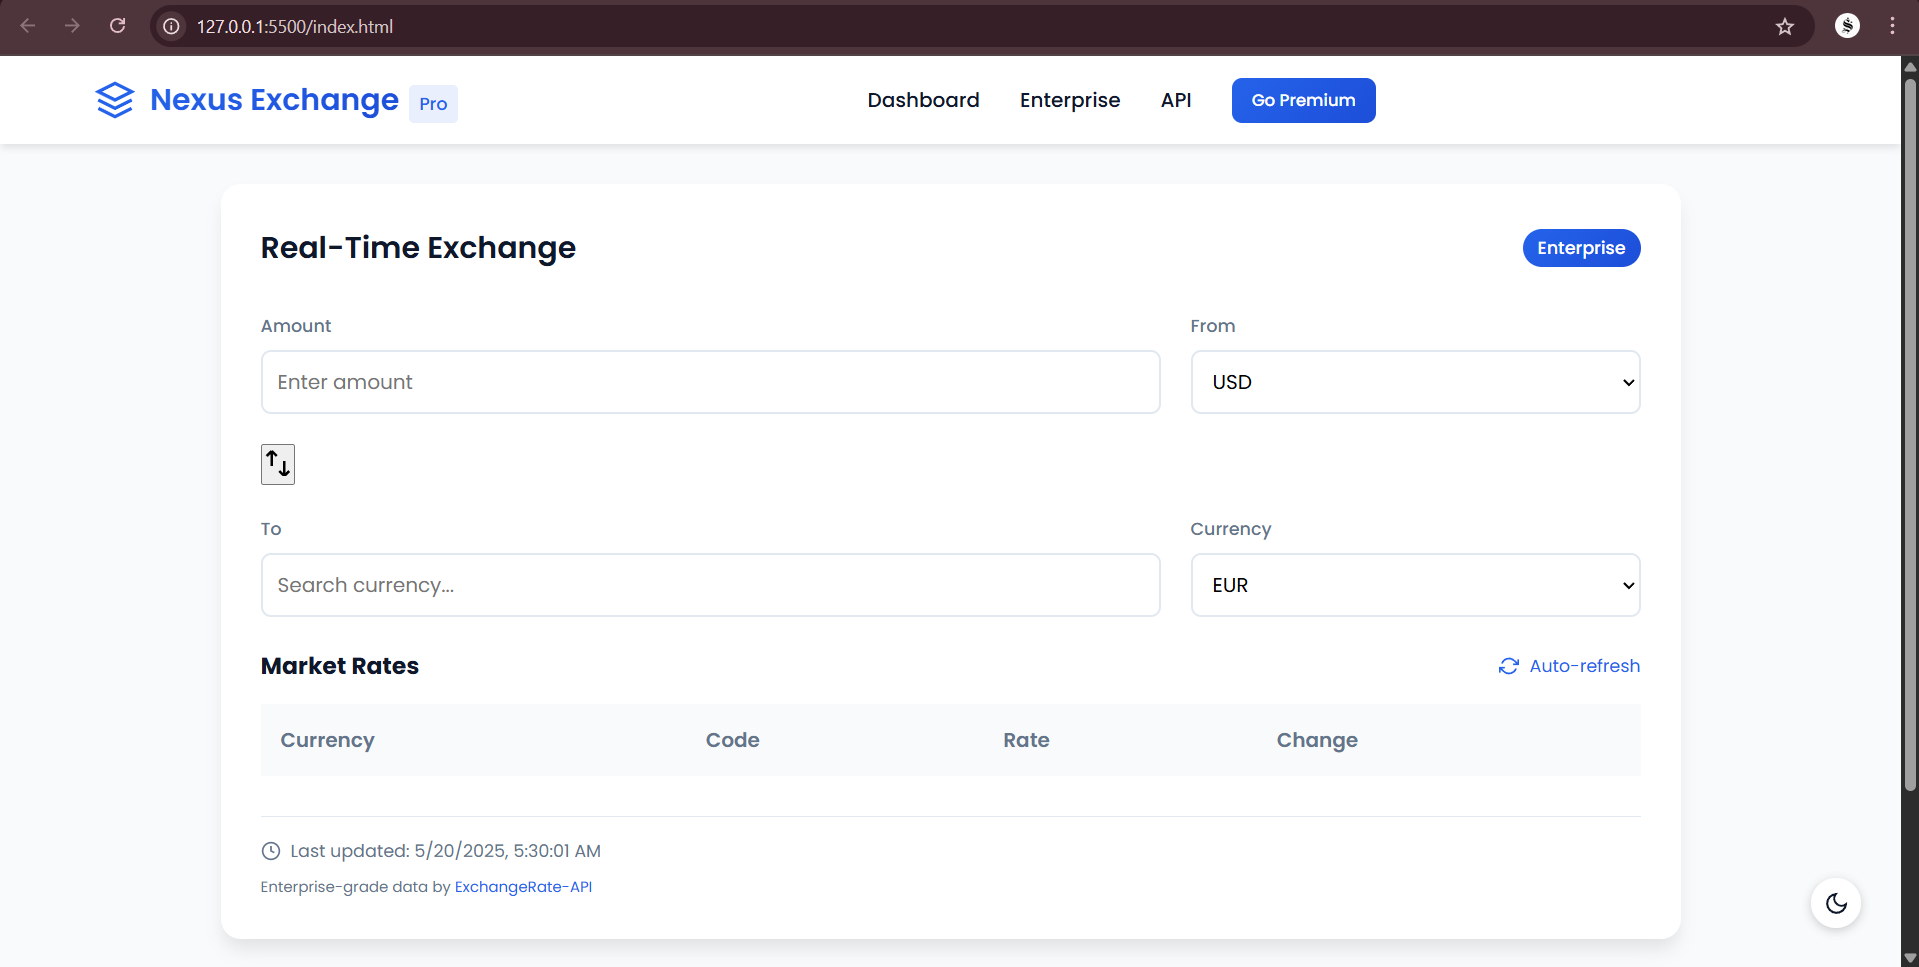 127.0.0.1:5500/index.html
Nexus Exchange Pro
Dashboard Enterprise API Go Premium
Real-Time Exchange Enterprise
Amount From
Enter amount USD
To Currency
Search currency... EUR
Market Rates Auto-refresh
Currency Code Rate Change
Last updated: 5/20/2025, 5:30:01 AM
Enterprise-grade data by ExchangeRate-API